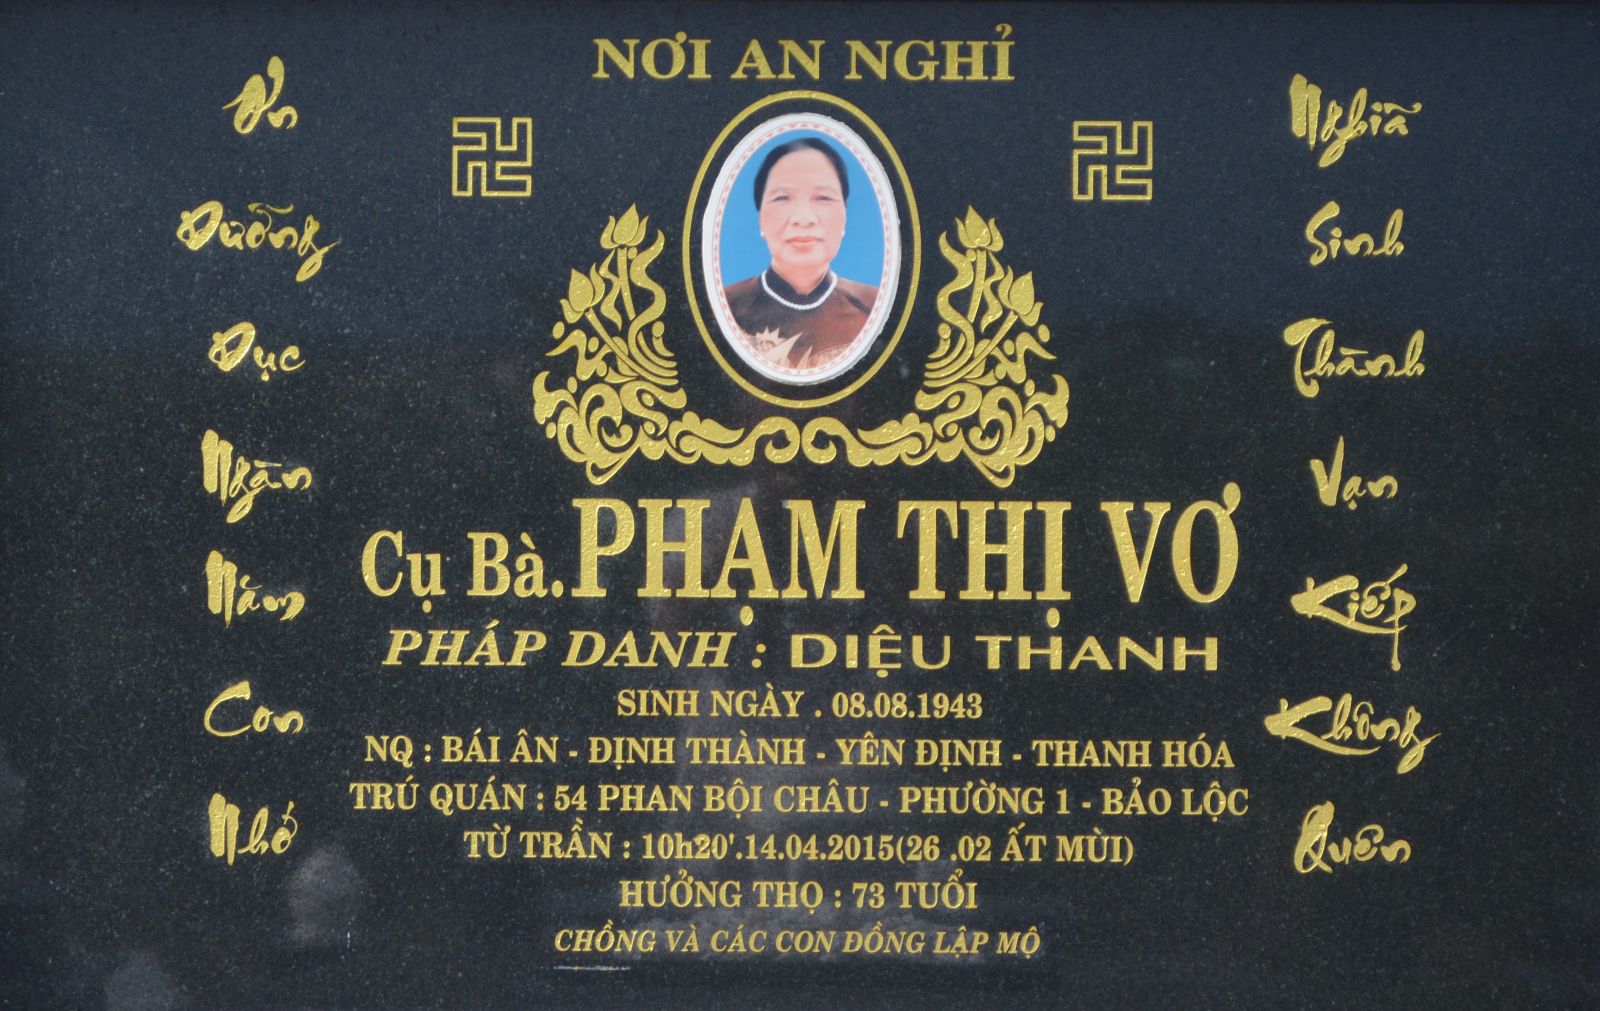 NƠI AN NGHỈ
Ơn
Dưỡng
Dục
Ngàn
Năm
Con
Nhớ
Nghĩa
Sinh
Thành
Vạn
Kiếp
Không
Quên
Cụ Bà.PHẠM THỊ VƠ
PHÁP DANH : DIỆU THANH
SINH NGÀY . 08.08.1943
NQ : BÁI ÂN - ĐỊNH THÀNH - YÊN ĐỊNH - THANH HÓA
TRÚ QUÁN : 54 PHAN BỘI CHÂU - PHƯỜNG 1 - BẢO LỘC
TỪ TRẦN : 10h20'.14.04.2015(26 .02 ẤT MÙI)
HƯỞNG THỌ : 73 TUỔI
CHỒNG VÀ CÁC CON ĐỒNG LẬP MỘ